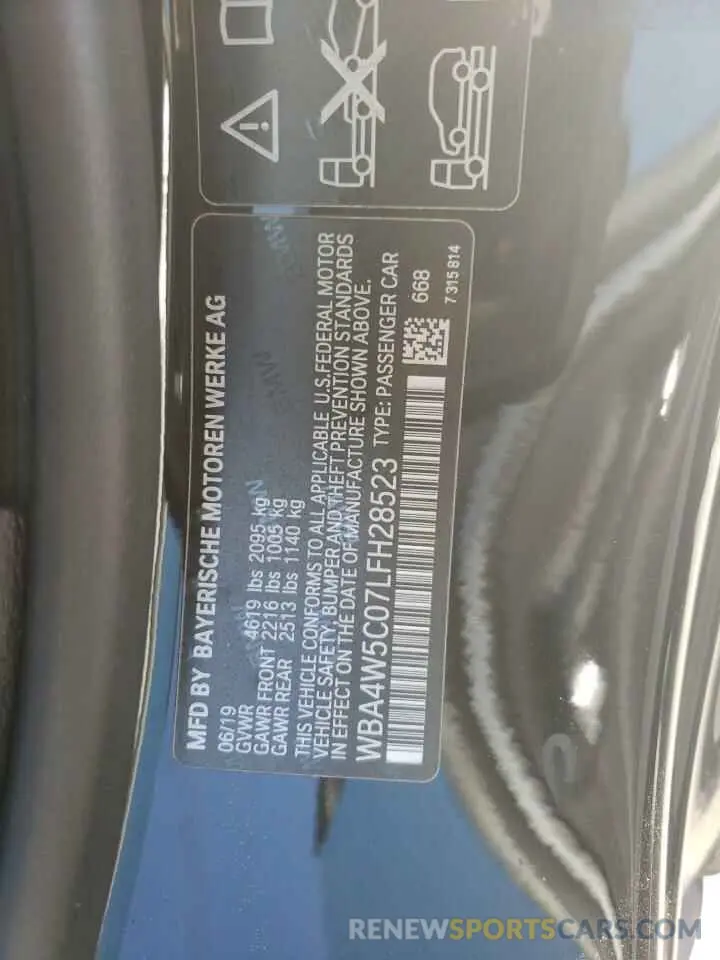 MFD BY BAYERISCHE MOTOREN WERKE AG
06/19
GVWR 4619 lbs 2095 kg
GAWR FRONT 2216 lbs 1005 kg
GAWR REAR 2513 lbs 1140 kg
THIS VEHICLE CONFORMS TO ALL APPLICABLE U.S.FEDERAL MOTOR
VEHICLE SAFETY, BUMPER AND THEFT PREVENTION STANDARDS
IN EFFECT ON THE DATE OF MANUFACTURE SHOWN ABOVE.
WBA4W5C07LFH28523 TYPE: PASSENGER CAR
668
7 315 814
RENEWSPORTSCARS.COM